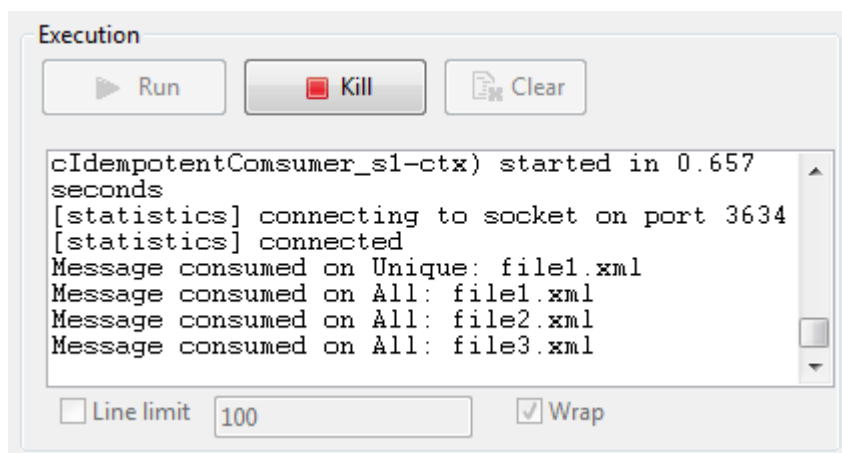 Execution
Run Kill Clear
cIdempotentComsumer_s1-ctx) started in 0.657
seconds
[statistics] connecting to socket on port 3634
[statistics] connected
Message consumed on Unique: file1.xml
Message consumed on All: file1.xml
Message consumed on All: file2.xml
Message consumed on All: file3.xml
Line limit 100 Wrap